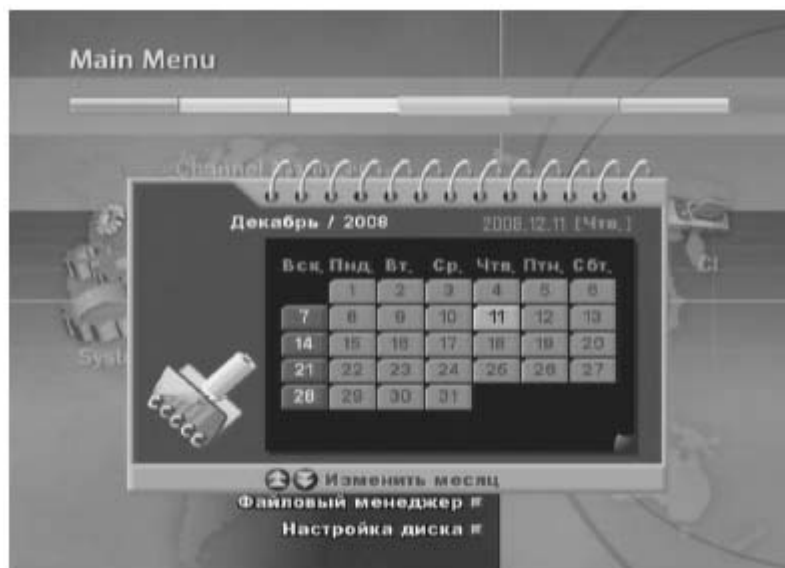 Main Menu
Декабрь / 2008
2008.12.11 [Чтв.]
Вск. Пнд. Вт. Ср. Чтв. Птн. Сбт.
1 2 3 4 5 6
7 8 9 10 11 12 13
14 15 16 17 18 19 20
21 22 23 24 25 26 27
28 29 30 31
Изменить месяц
Файловый менеджер
Настройка диска